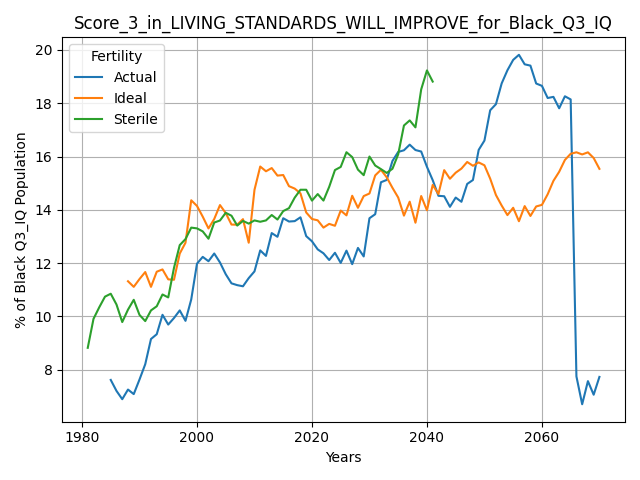 Score_3_in_LIVING_STANDARDS_WILL_IMPROVE_for_Black_Q3_IQ
Fertility
Actual
Ideal
Sterile
% of Black Q3_IQ Population
20
18
16
14
12
10
8
1980
2000
2020
2040
2060
Years